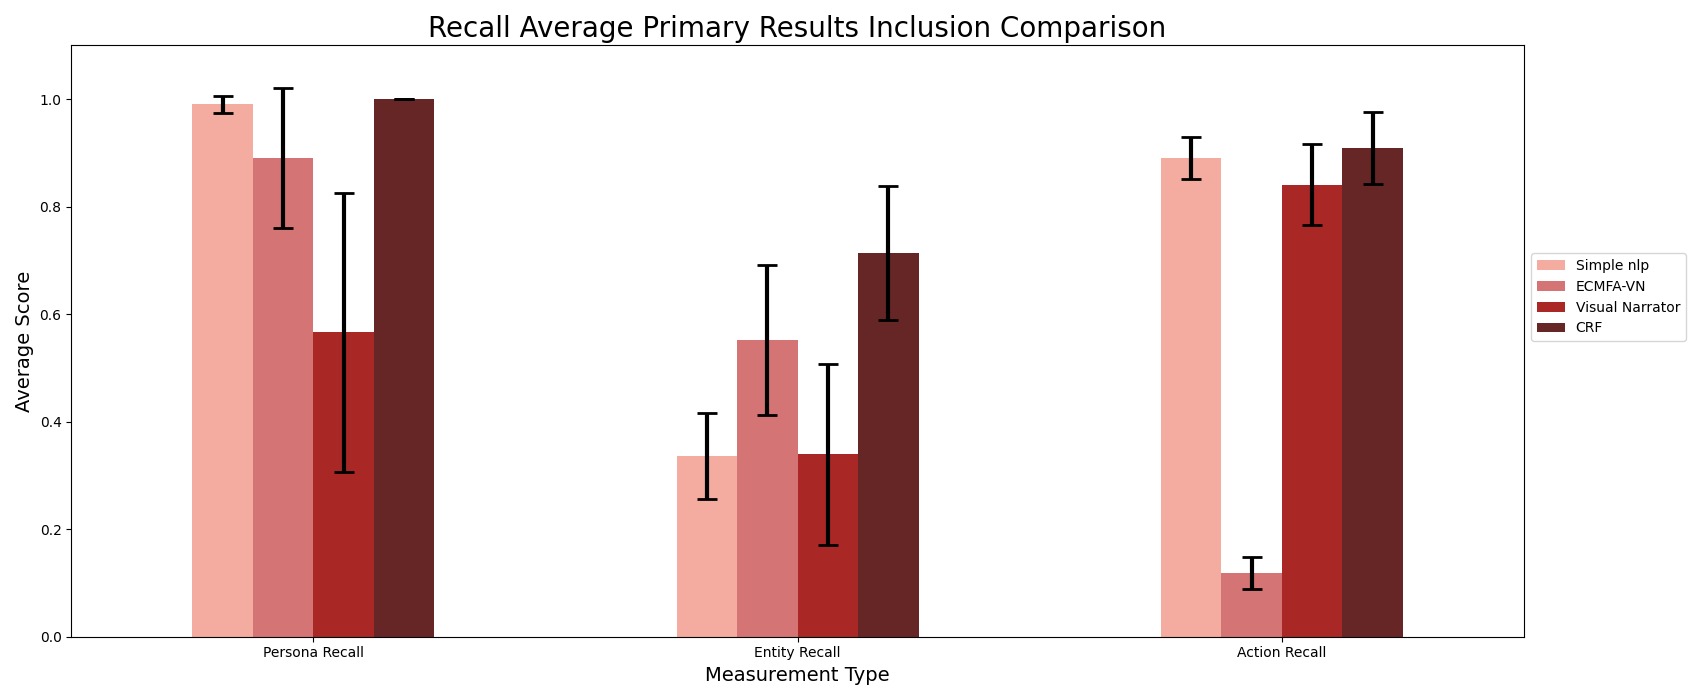 Recall Average Primary Results Inclusion Comparison
Average Score
1.0
0.8
0.6
0.4
0.2
0.0
Persona Recall
Entity Recall
Action Recall
Measurement Type
Simple nlp
ECMFA-VN
Visual Narrator
CRF